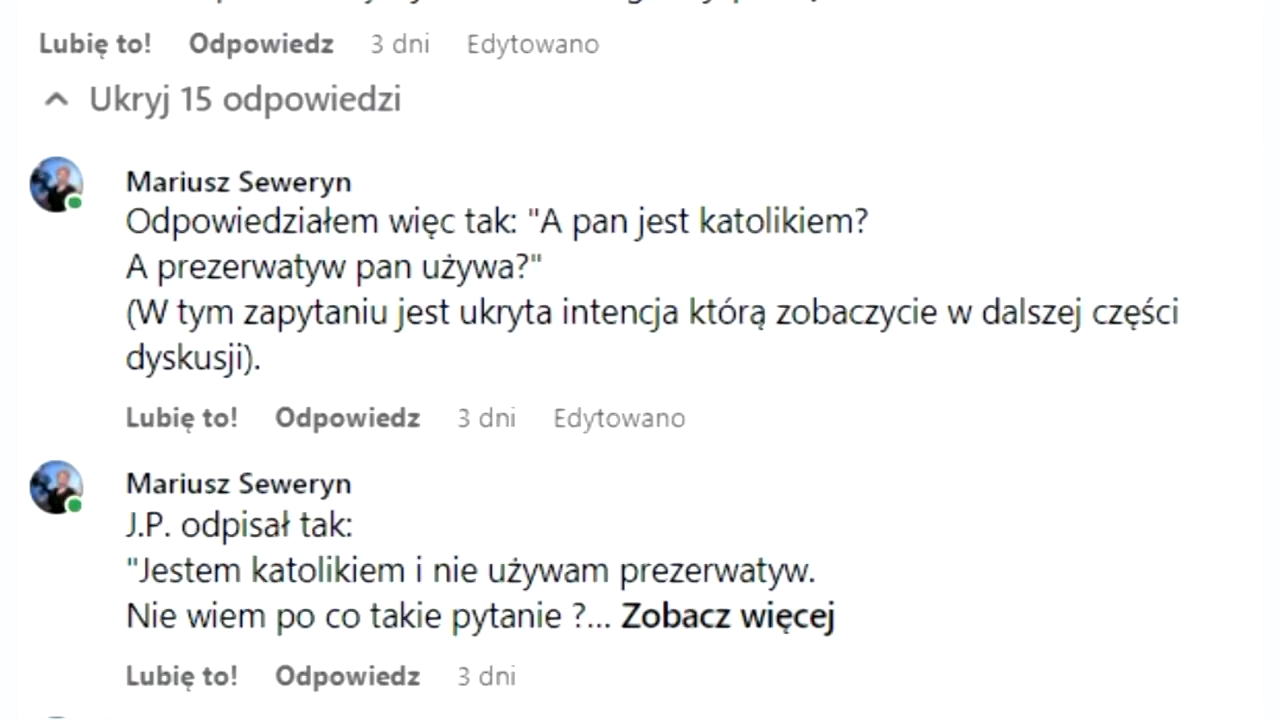 Lubię to! Odpowiedz 3 dni Edytowano
Ukryj 15 odpowiedzi
Mariusz Seweryn
Odpowiedziałem więc tak: "A pan jest katolikiem?
A prezerwatyw pan używa?"
(W tym zapytaniu jest ukryta intencja którą zobaczycie w dalszej części
dyskusji).
Lubię to! Odpowiedz 3 dni Edytowano
Mariusz Seweryn
J.P. odpisał tak:
"Jestem katolikiem i nie używam prezerwatyw.
Nie wiem po co takie pytanie ?... Zobacz więcej
Lubię to! Odpowiedz 3 dni